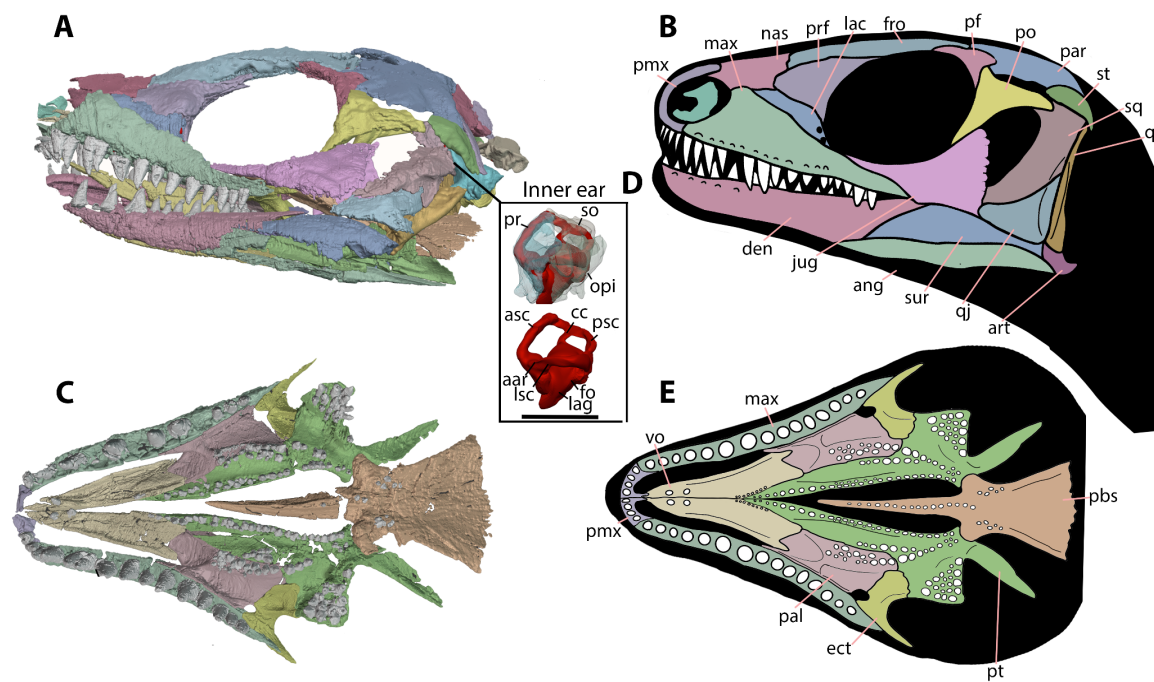 A
B
lac
fro
pf
po
par
st
sq
q
max
nas
prf
pmx
D
den
jug
ang
sur
qj
art
Inner ear
pr
so
opi
asc
cc
psc
aar
lsc
fo
lag
C
E
max
vo
pmx
pal
ect
pt
pbs